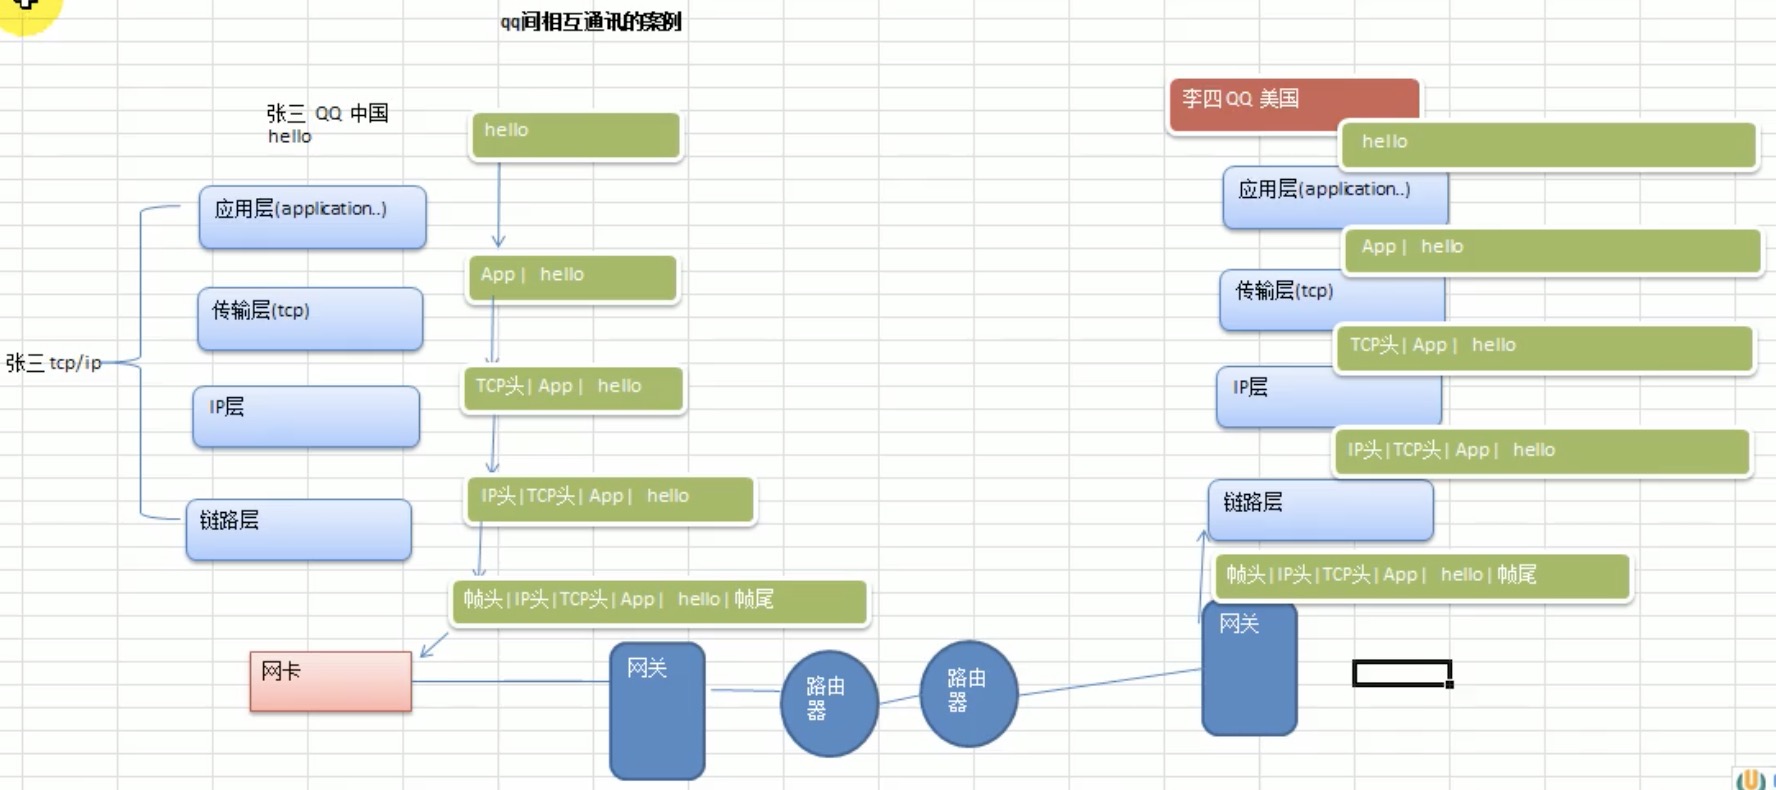 qq间相互通讯的案例
张三 QQ 中国
hello
hello
应用层(application..)
App | hello
传输层(tcp)
张三 tcp/ip
TCP头 | App | hello
IP层
IP头 | TCP头 | App | hello
链路层
帧头 | IP头 | TCP头 | App | hello | 帧尾
网卡
网关
路由
器
路由
器
李四 QQ 美国
hello
应用层(application..)
App | hello
传输层(tcp)
TCP头 | App | hello
IP层
IP头 | TCP头 | App | hello
链路层
帧头 | IP头 | TCP头 | App | hello | 帧尾
网关